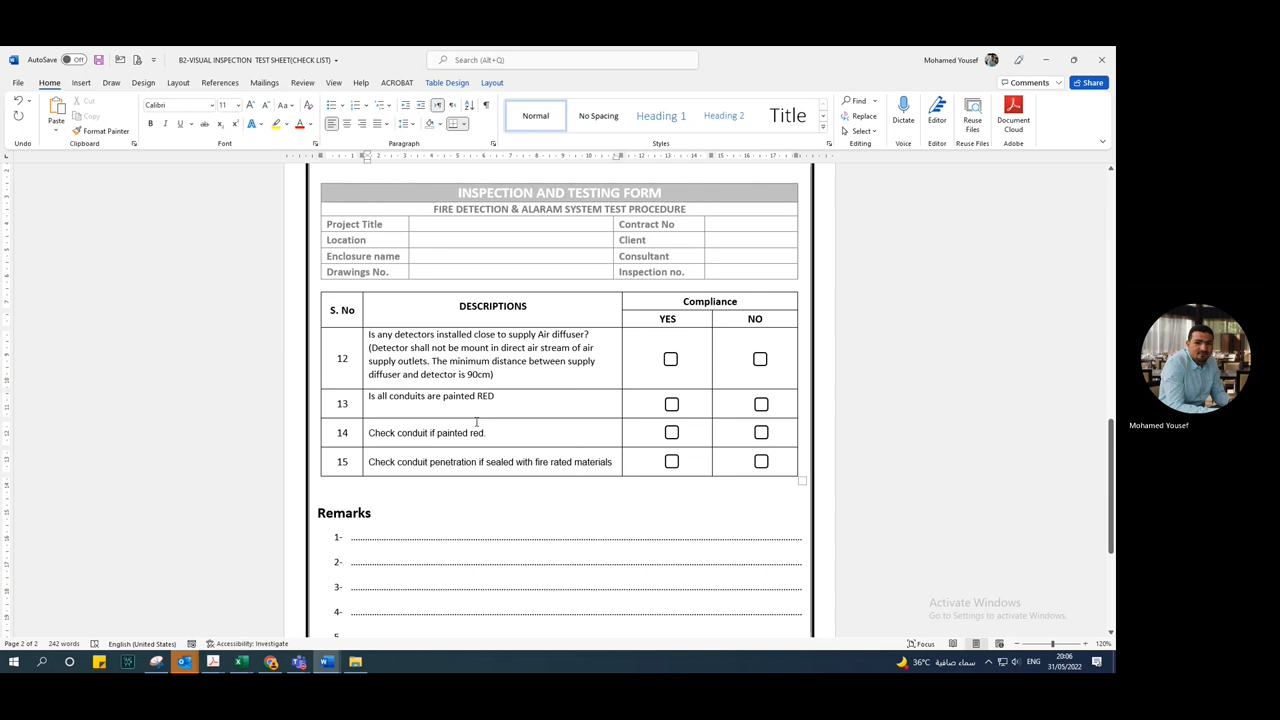 AutoSave Off
B2-VISUAL INSPECTION TEST SHEET(CHECK LIST)
Search (Alt+Q)
Mohamed Yousef
File Home Insert Draw Design Layout References Mailings Review View Help ACROBAT Table Design Layout
Comments Share
Undo
Paste
Cut
Copy
Format Painter
Clipboard
Calibri 11
Font
Paragraph
Normal No Spacing Heading 1 Heading 2 Title
Styles
Find
Replace
Select
Editing
Dictate
Voice
Editor
Editor
Reuse Files
Reuse Files
Document Cloud
Adobe
INSPECTION AND TESTING FORM
FIRE DETECTION & ALARAM SYSTEM TEST PROCEDURE
Project Title Contract No
Location Client
Enclosure name Consultant
Drawings No. Inspection no.
S. No DESCRIPTIONS Compliance
YES NO
12 Is any detectors installed close to supply Air diffuser?
(Detector shall not be mount in direct air stream of air
supply outlets. The minimum distance between supply
diffuser and detector is 90cm)
13 Is all conduits are painted RED
14 Check conduit if painted red.
15 Check conduit penetration if sealed with fire rated materials
Remarks
1- ........................................
2- ........................................
3- ........................................
4- ........................................
Mohamed Yousef
Activate Windows
Go to Settings to activate Windows.
Page 2 of 2 242 words English (United States) Accessibility: Investigate
Focus 120%
36°C سماء صافية ENG
20:06
31/05/2022